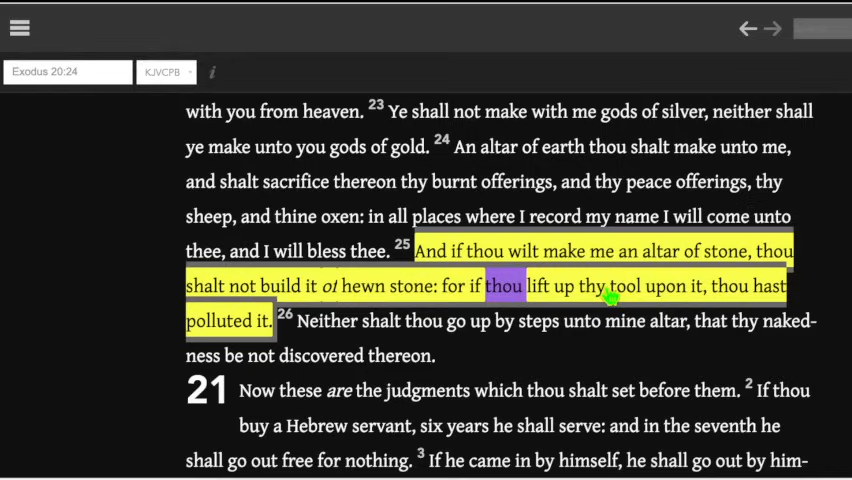 Exodus 20:24
KJVCPB
i
with you from heaven. 23 Ye shall not make with me gods of silver, neither shall
ye make unto you gods of gold. 24 An altar of earth thou shalt make unto me,
and shalt sacrifice thereon thy burnt offerings, and thy peace offerings, thy
sheep, and thine oxen: in all places where I record my name I will come unto
thee, and I will bless thee. 25 And if thou wilt make me an altar of stone, thou
shalt not build it of hewn stone: for if thou lift up thy tool upon it, thou hast
polluted it. 26 Neither shalt thou go up by steps unto mine altar, that thy naked-
ness be not discovered thereon.
21 Now these are the judgments which thou shalt set before them. 2 If thou
buy a Hebrew servant, six years he shall serve: and in the seventh he
shall go out free for nothing. 3 If he came in by himself, he shall go out by him-